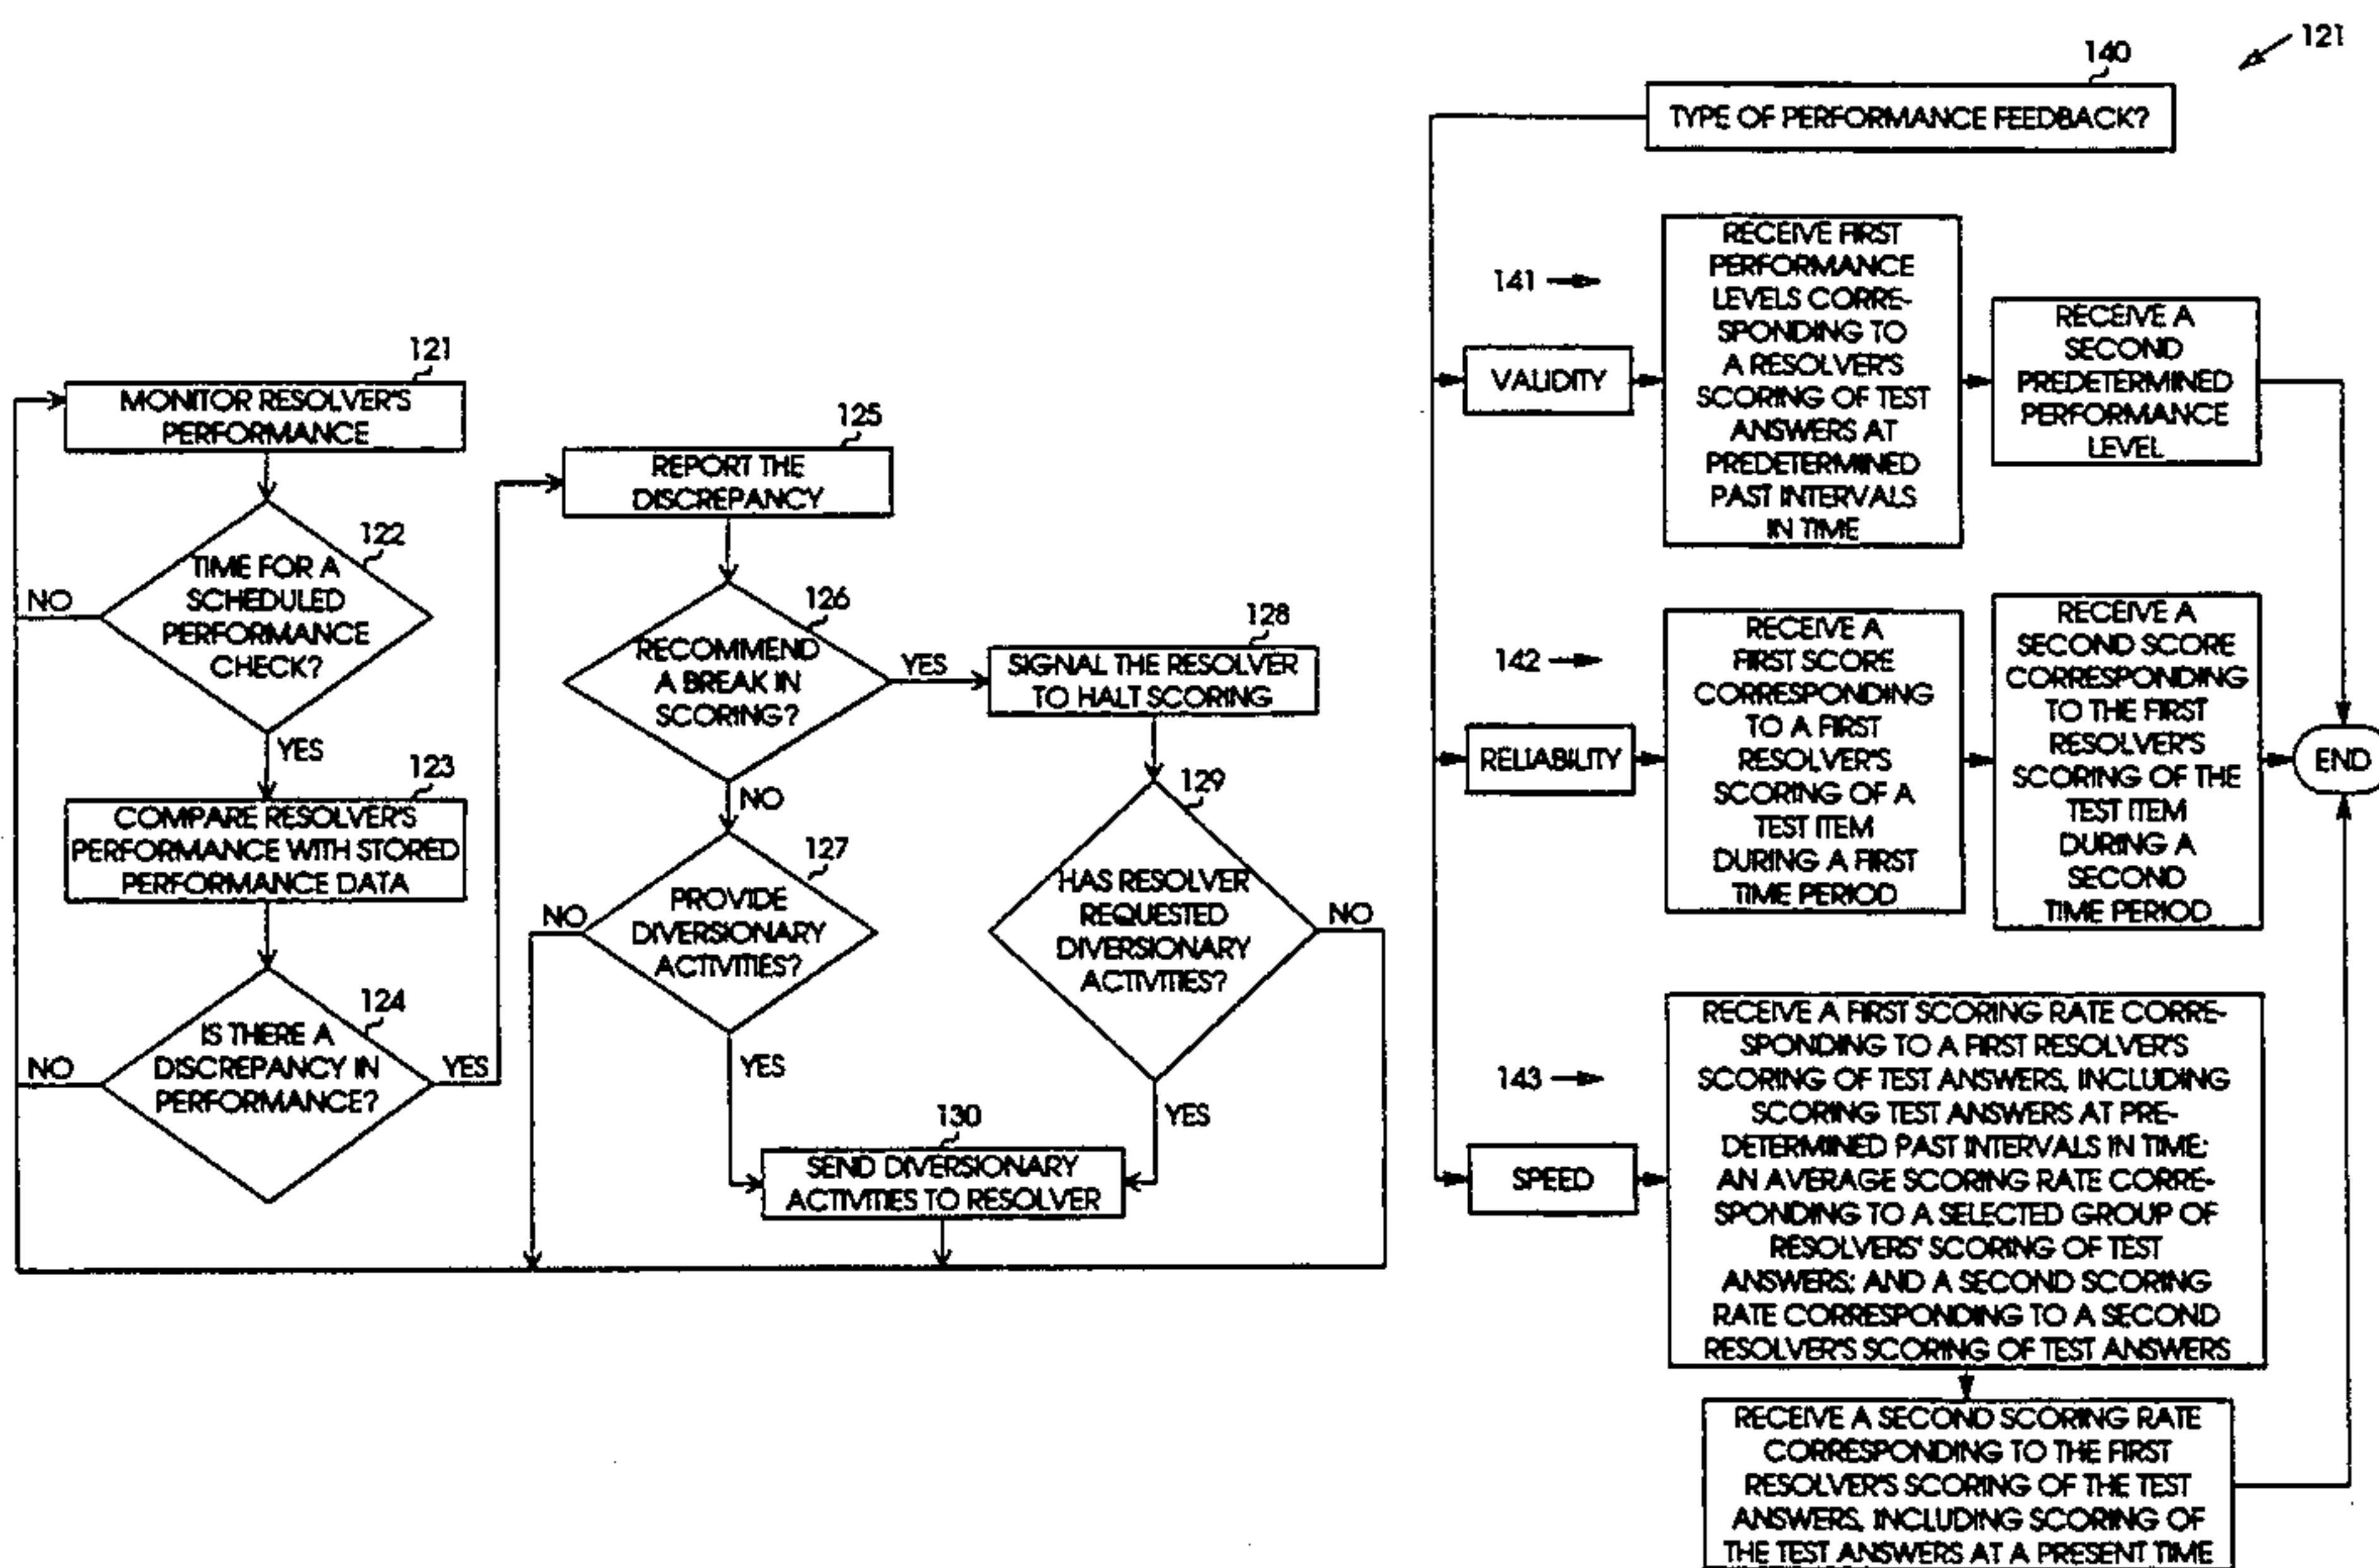 121
MONITOR RESOLVER'S
PERFORMANCE
122
TIME FOR A
SCHEDULED
PERFORMANCE
CHECK?
NO
YES
123
COMPARE RESOLVER'S
PERFORMANCE WITH STORED
PERFORMANCE DATA
124
IS THERE A
DISCREPANCY IN
PERFORMANCE?
NO
YES
125
REPORT THE
DISCREPANCY
126
RECOMMEND
A BREAK IN
SCORING?
YES
NO
127
PROVIDE
DIVERSIONARY
ACTIVITIES?
NO
YES
128
SIGNAL THE RESOLVER
TO HALT SCORING
129
HAS RESOLVER
REQUESTED
DIVERSIONARY
ACTIVITIES?
NO
YES
130
SEND DIVERSIONARY
ACTIVITIES TO RESOLVER
121
140
TYPE OF PERFORMANCE FEEDBACK?
141
VALIDITY
RECEIVE FIRST
PERFORMANCE
LEVELS CORRE-
SPONDING TO
A RESOLVER'S
SCORING OF TEST
ANSWERS AT
PREDETERMINED
PAST INTERVALS
IN TIME
RECEIVE A
SECOND
PREDETERMINED
PERFORMANCE
LEVEL
142
RELIABILITY
RECEIVE A
FIRST SCORE
CORRESPONDING
TO A FIRST
RESOLVER'S
SCORING OF A
TEST ITEM
DURING A FIRST
TIME PERIOD
RECEIVE A
SECOND SCORE
CORRESPONDING
TO THE FIRST
RESOLVER'S
SCORING OF THE
TEST ITEM
DURING A
SECOND
TIME PERIOD
END
143
SPEED
RECEIVE A FIRST SCORING RATE CORRE-
SPONDING TO A FIRST RESOLVER'S
SCORING OF TEST ANSWERS, INCLUDING
SCORING TEST ANSWERS AT PRE-
DETERMINED PAST INTERVALS IN TIME;
AN AVERAGE SCORING RATE CORRE-
SPONDING TO A SELECTED GROUP OF
RESOLVERS' SCORING OF TEST
ANSWERS; AND A SECOND SCORING
RATE CORRESPONDING TO A SECOND
RESOLVER'S SCORING OF TEST ANSWERS
RECEIVE A SECOND SCORING RATE
CORRESPONDING TO THE FIRST
RESOLVER'S SCORING OF THE TEST
ANSWERS, INCLUDING SCORING OF
THE TEST ANSWERS AT A PRESENT TIME